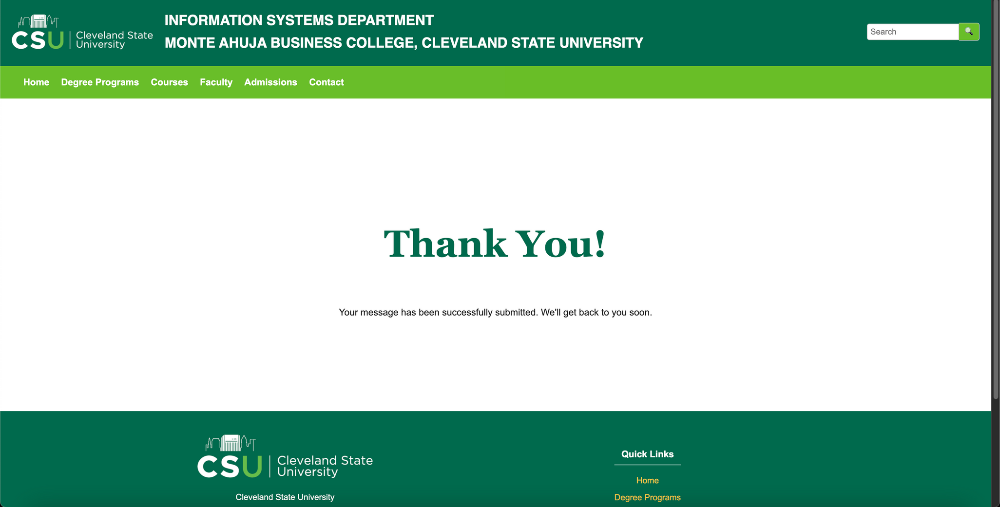 CSU
Cleveland State
University
INFORMATION SYSTEMS DEPARTMENT
MONTE AHUJA BUSINESS COLLEGE, CLEVELAND STATE UNIVERSITY
Search
Home Degree Programs Courses Faculty Admissions Contact
Thank You!
Your message has been successfully submitted. We'll get back to you soon.
CSU
CSU
Cleveland State
University
Cleveland State University
Quick Links
Home
Degree Programs